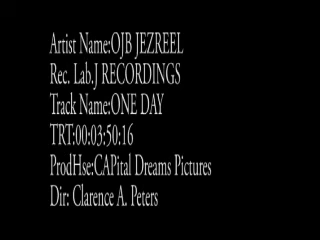 Artist Name:OJB JEZREEL
Rec. Lab.J RECORDINGS
Track Name:ONE DAY
TRT:00:03:50:16
ProdHse:CAPital Dreams Pictures
Dir: Clarence A. Peters